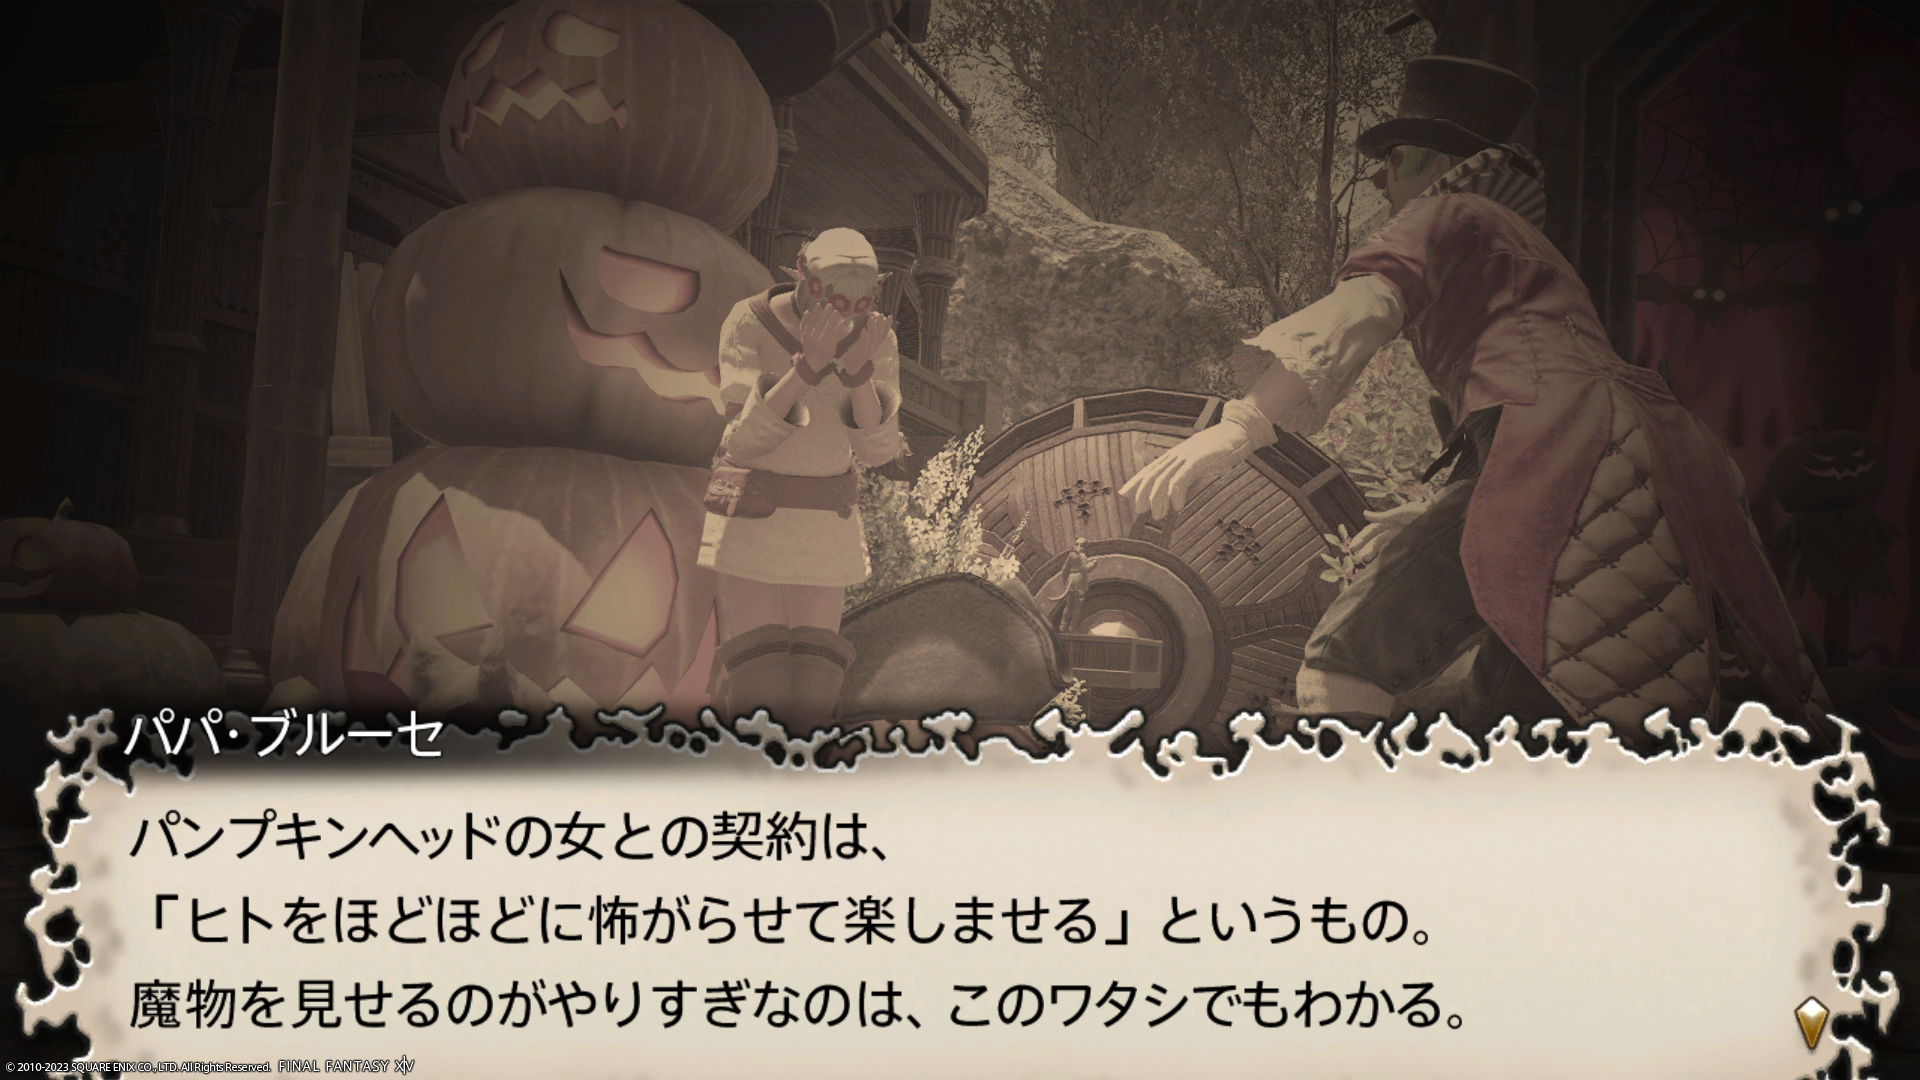 パパ・ブルーセ
パンプキンヘッドの女との契約は、
「ヒトをほどほどに怖がらせて楽しませる」というもの。
魔物を見せるのがやりすぎなのは、このワタシでもわかる。
© 2010-2023 SQUARE ENIX CO., LTD. All Rights Reserved. FINAL FANTASY XIV